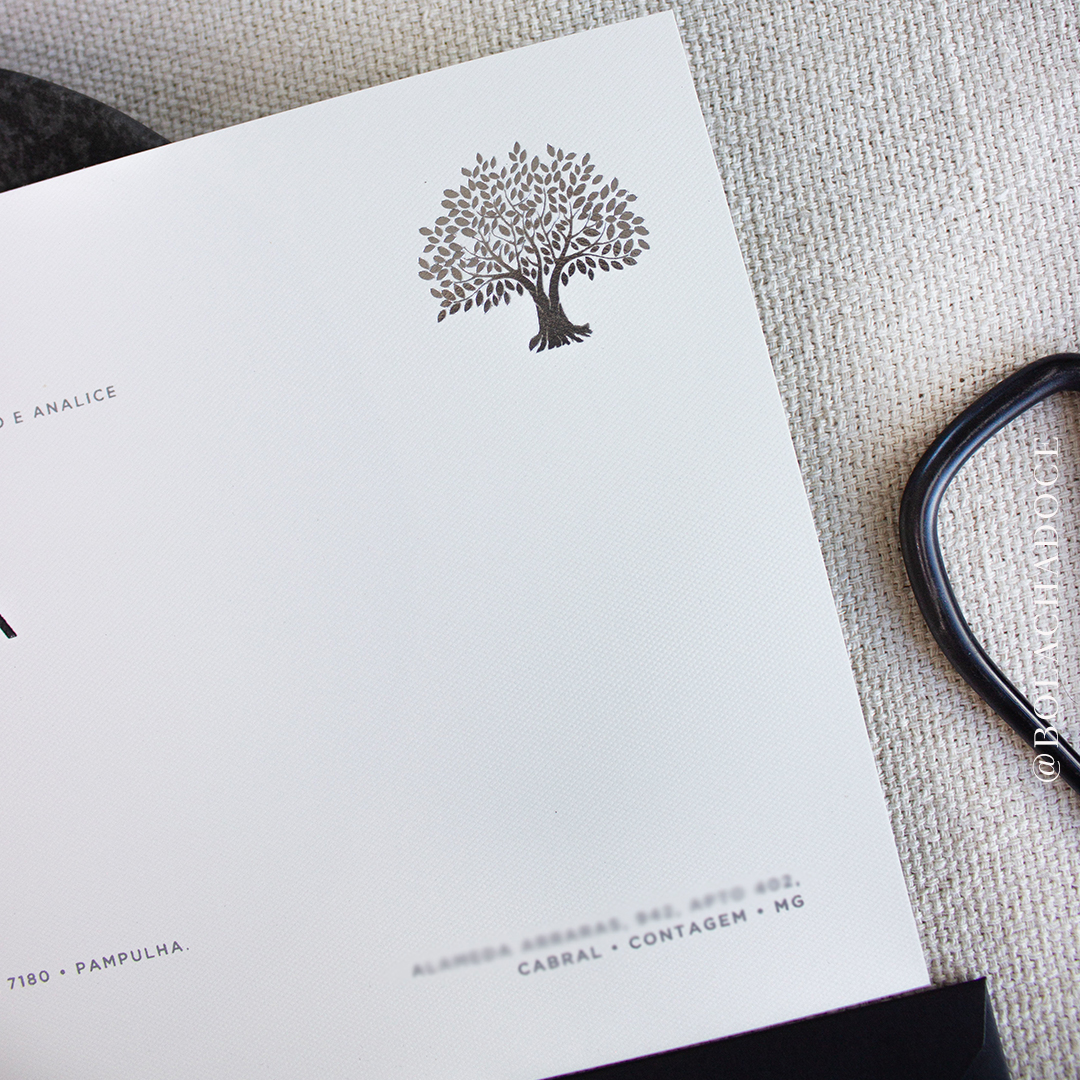 E ANALICE
7180 • PAMPULHA.
CABRAL • CONTAGEM • MG
@BOLACHADOCE